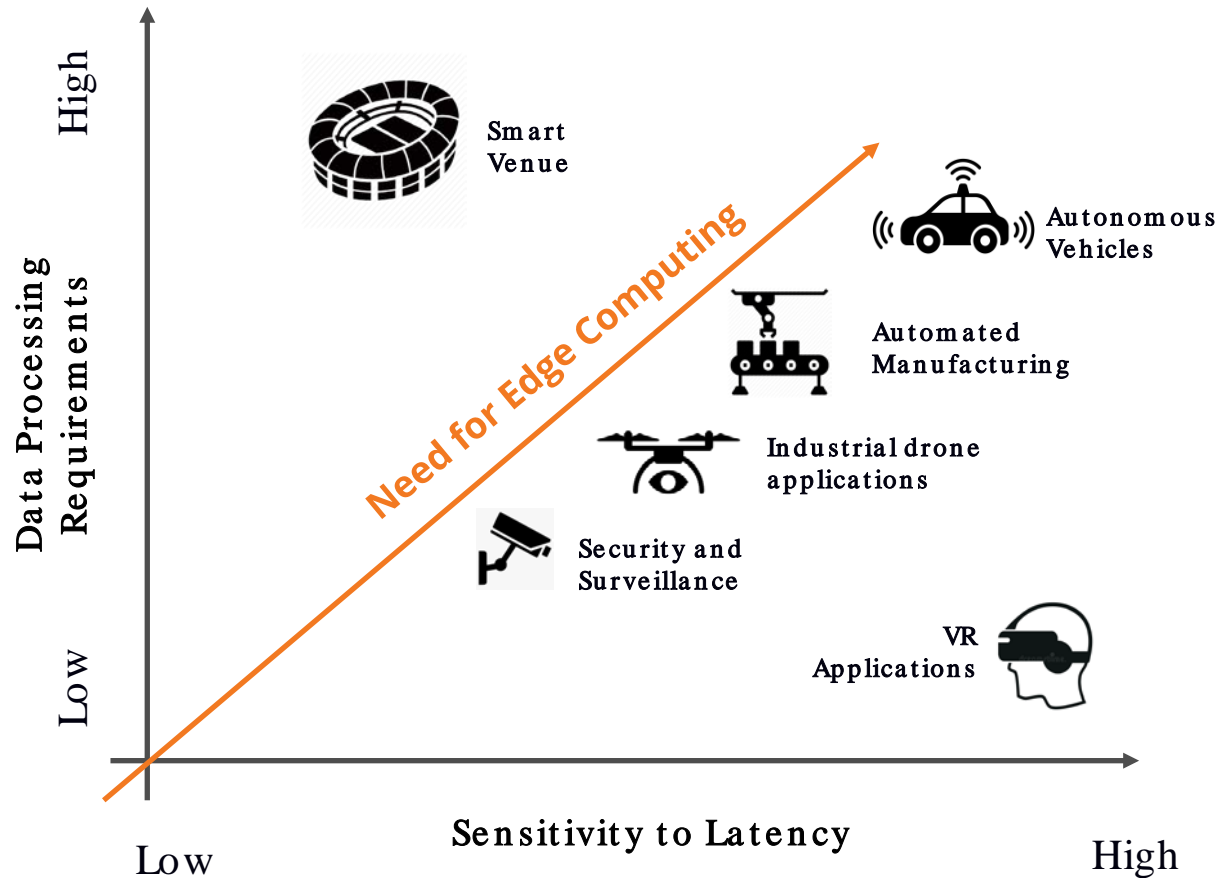 High
Smart
Venue
Autonomous
Vehicles
Need for Edge Computing
Automated
Manufacturing
Data Processing
Requirements
Industrial drone
applications
Security and
Surveillance
VR
Applications
Low
Sensitivity to Latency
Low
High